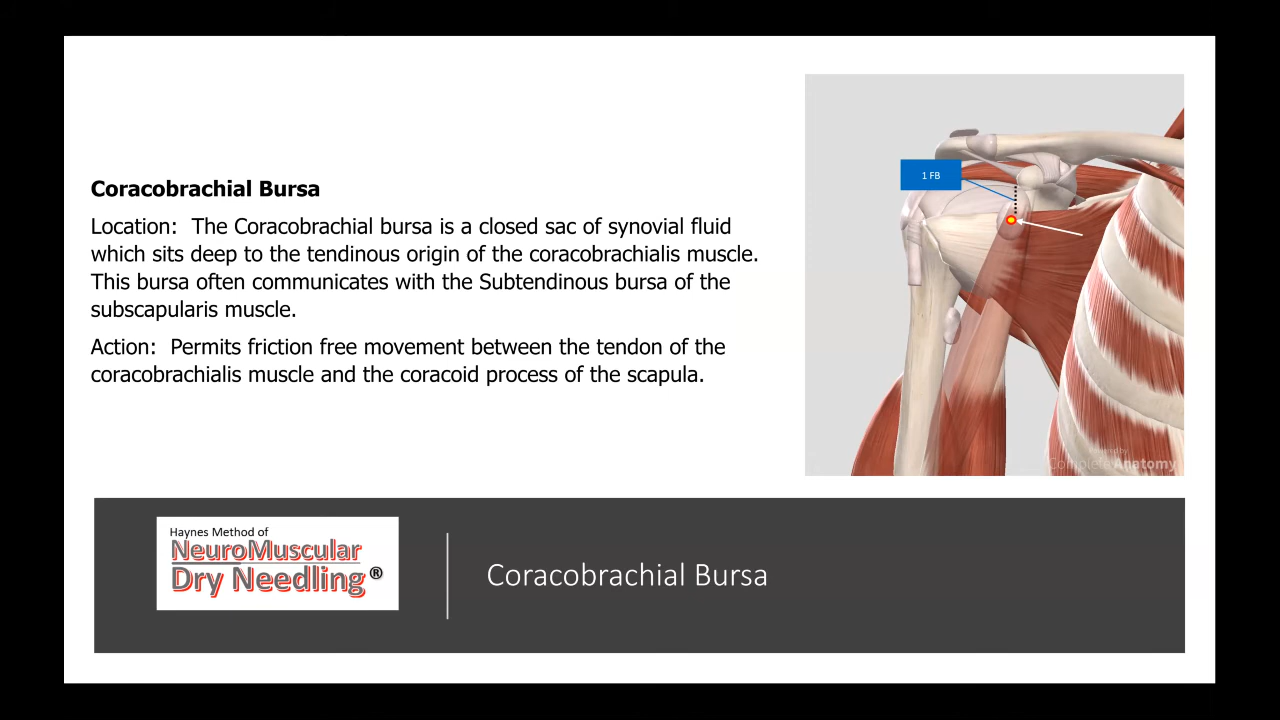 Coracobrachial Bursa
Location:  The Coracobrachial bursa is a closed sac of synovial fluid
which sits deep to the tendinous origin of the coracobrachialis muscle.
This bursa often communicates with the Subtendinous bursa of the
subscapularis muscle.
Action:  Permits friction free movement between the tendon of the
coracobrachialis muscle and the coracoid process of the scapula.
1 FB
Complete Anatomy
Haynes Method of
NeuroMuscular
Dry Needling®
Coracobrachial Bursa